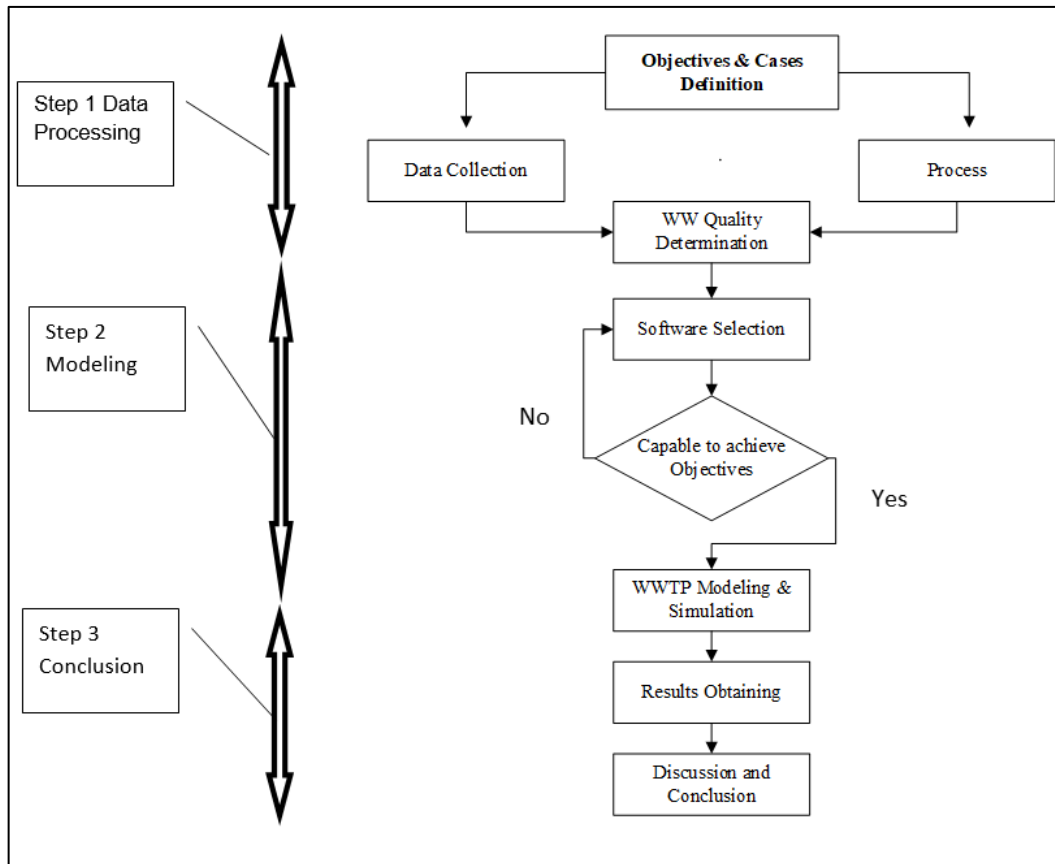 Objectives & Cases
Definition
Step 1 Data
Processing
Data Collection
Process
WW Quality
Determination
Step 2
Modeling
Software Selection
No
Capable to achieve
Objectives
Yes
WWTP Modeling &
Simulation
Step 3
Conclusion
Results Obtaining
Discussion and
Conclusion